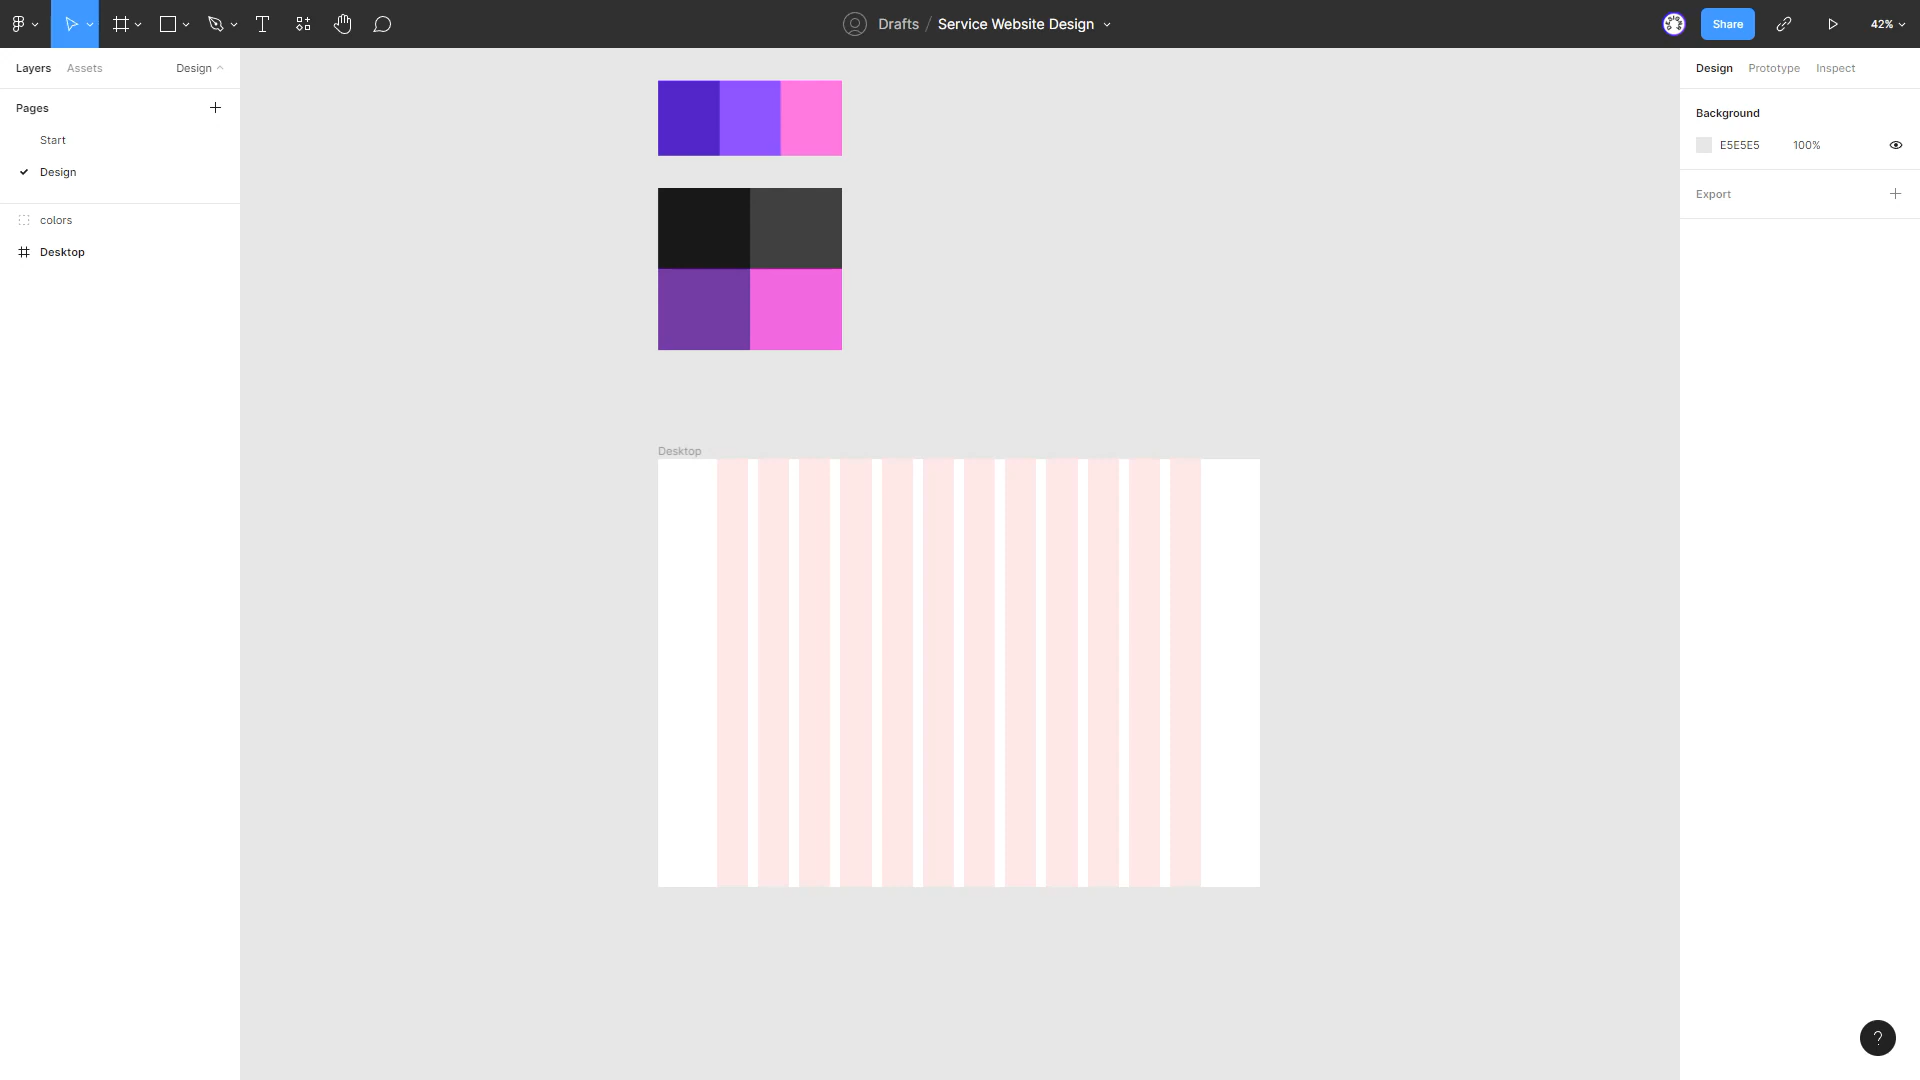 Drafts / Service Website Design
Share
42%
Layers
Assets
Design
Pages
Start
Design
colors
Desktop
Desktop
Design
Prototype
Inspect
Background
E5E5E5
100%
Export
?